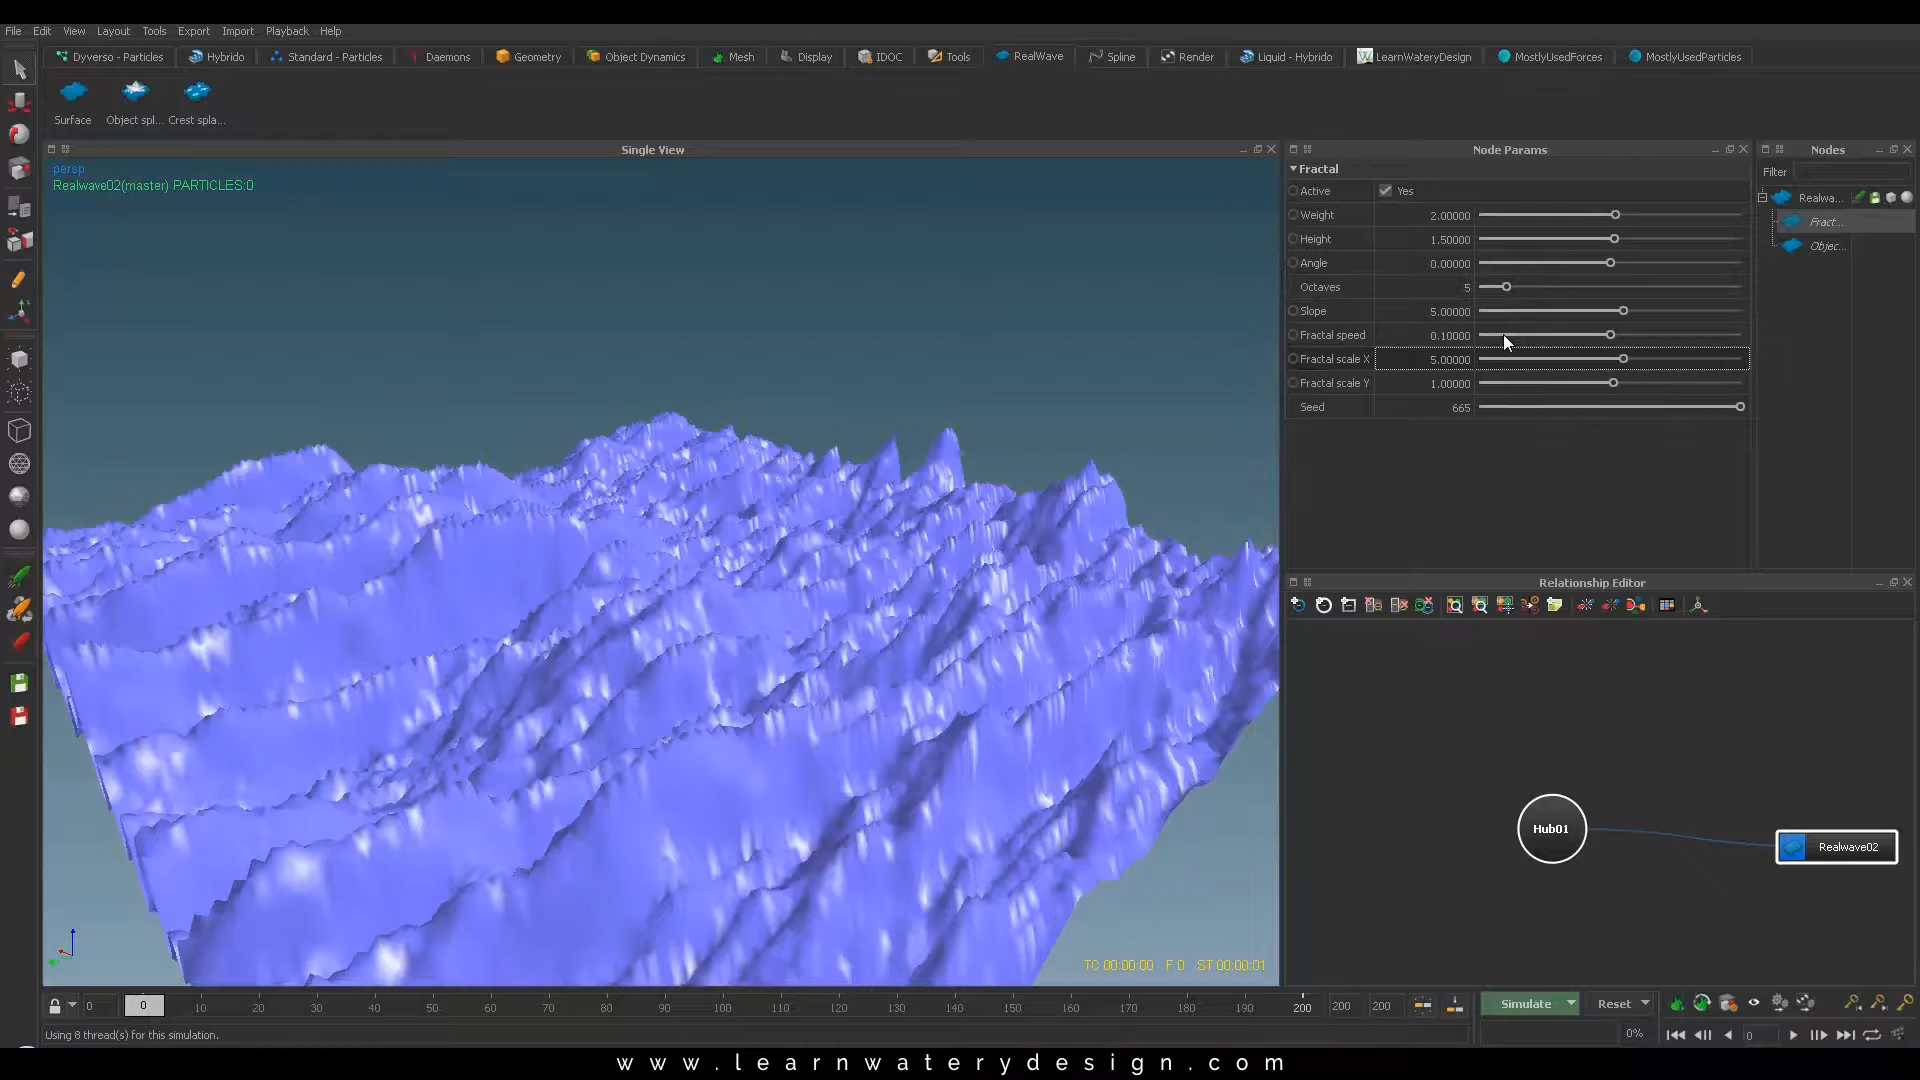 File Edit View Layout Tools Export Import Playback Help
Dyverso - Particles Hybrido Standard - Particles Daemons Geometry Object Dynamics Mesh Display IDOC Tools RealWave Spline Render Liquid - Hybrido LearnWateryDesign MostlyUsedForces MostlyUsedParticles
Surface Object spl... Crest spla...
Single View
persp
Realwave02(master) PARTICLES:0
TC 00:00:00 F 0 ST 00:00:01
Node Params
Fractal
Active Yes
Weight 2.00000
Height 1.50000
Angle 0.00000
Octaves 5
Slope 5.00000
Fractal speed 0.10000
Fractal scale X 5.00000
Fractal scale Y 1.00000
Seed 665
Nodes
Filter
Realwa...
Fract...
Objec...
Relationship Editor
Hub01
Realwave02
0 0 10 20 30 40 50 60 70 80 90 100 110 120 130 140 150 160 170 180 190 200 200 200
Simulate Reset
Using 8 thread(s) for this simulation.
0% 0
www.learnwaterydesign.com